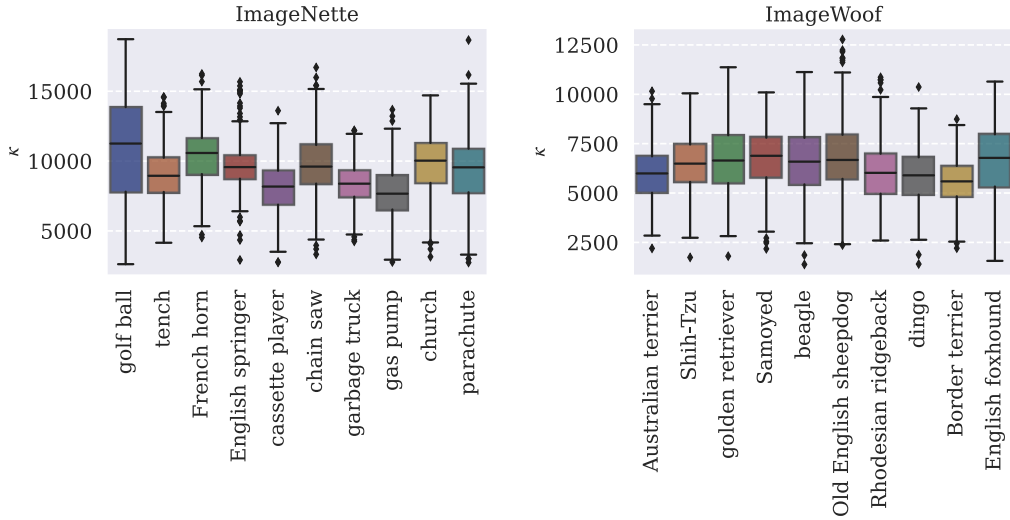 ImageNette
15000
10000
5000
κ
golf ball
tench
French horn
English springer
cassette player
chain saw
garbage truck
gas pump
church
parachute
ImageWoof
12500
10000
7500
5000
2500
κ
Australian terrier
Shih-Tzu
golden retriever
Samoyed
beagle
Old English sheepdog
Rhodesian ridgeback
dingo
Border terrier
English foxhound